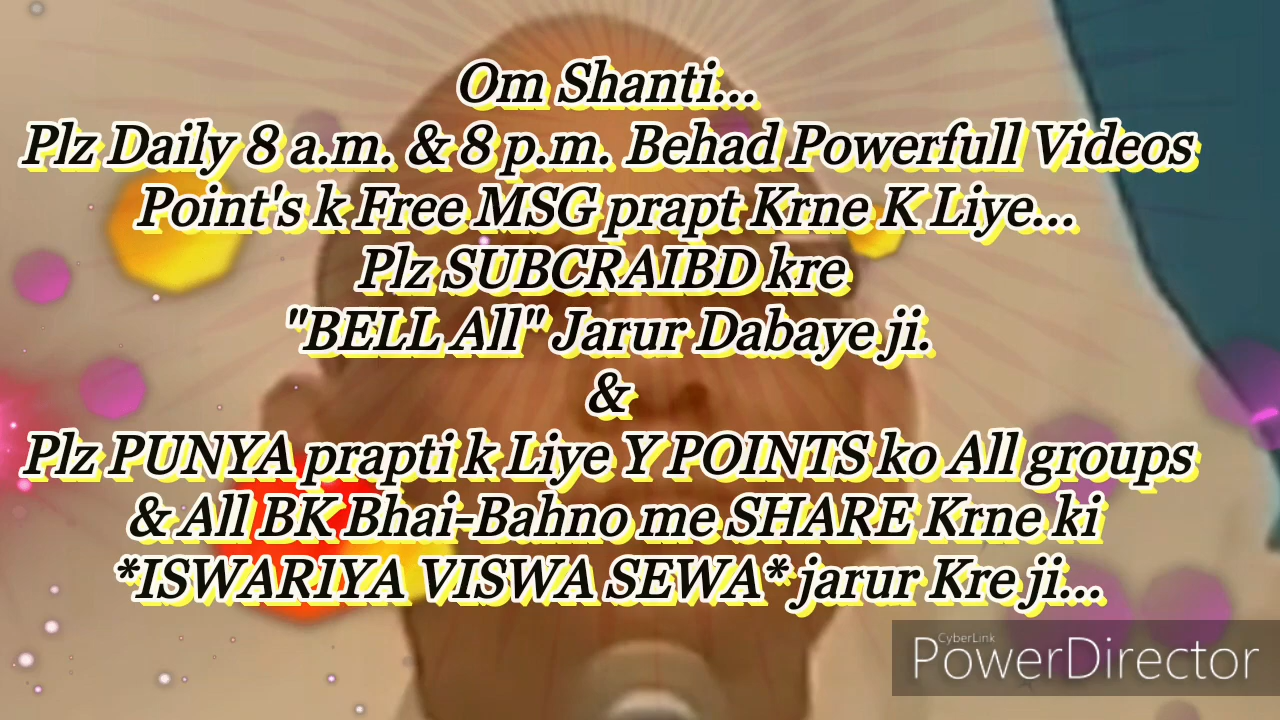 Om Shanti...
Plz Daily 8 a.m. & 8 p.m. Behad Powerfull Videos
Point's k Free MSG prapt Krne K Liye...
Plz SUBCRAIBD kre
"BELL All" Jarur Dabaye ji.
&
Plz PUNYA prapti k Liye Y POINTS ko All groups
& All BK Bhai-Bahno me SHARE Krne ki
*ISWARIYA VISWA SEWA* jarur Kre ji...
CyberLink
PowerDirector